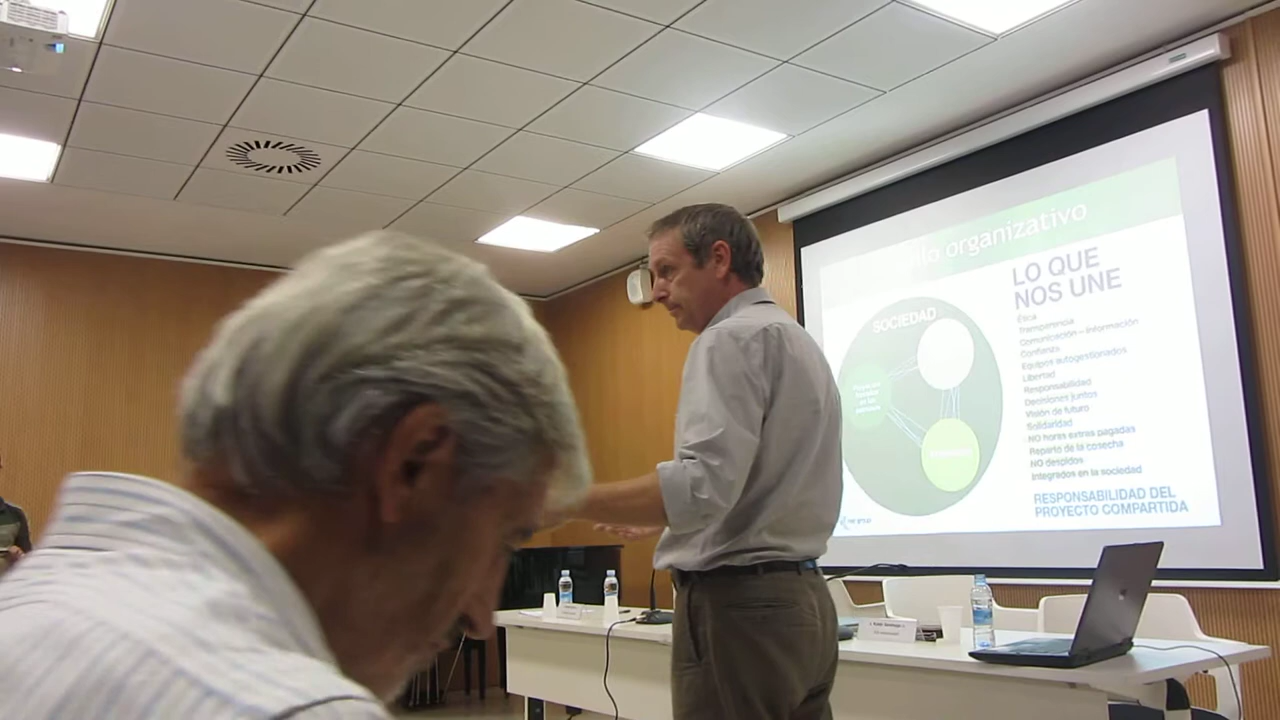 organizativo
LO QUE
NOS UNE
SOCIEDAD
Ética
Transparencia
Comunicación - Información
Confianza
Equipos autogestionados
Libertad
Responsabilidad
Decisiones juntos
Visión de futuro
Solidaridad
NO horas extras pagadas
Reparto de la cosecha
NO despidos
Integrados en la sociedad
RESPONSABILIDAD DEL
PROYECTO COMPARTIDA